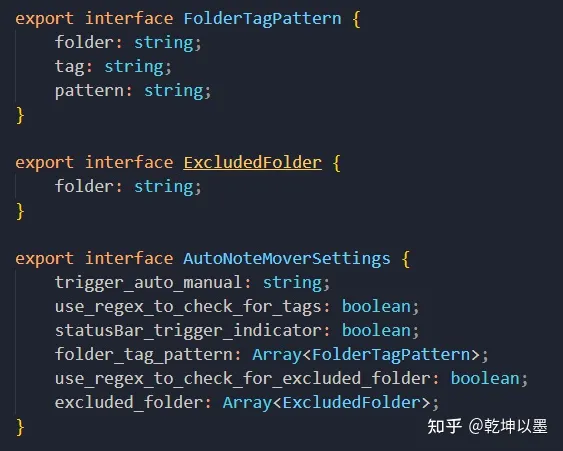 export interface FolderTagPattern {
    folder: string;
    tag: string;
    pattern: string;
}

export interface ExcludedFolder {
    folder: string;
}

export interface AutoNoteMoverSettings {
    trigger_auto_manual: string;
    use_regex_to_check_for_tags: boolean;
    statusBar_trigger_indicator: boolean;
    folder_tag_pattern: Array<FolderTagPattern>;
    use_regex_to_check_for_excluded_folder: boolean;
    excluded_folder: Array<ExcludedFolder>;
}
知乎 @乾坤以墨